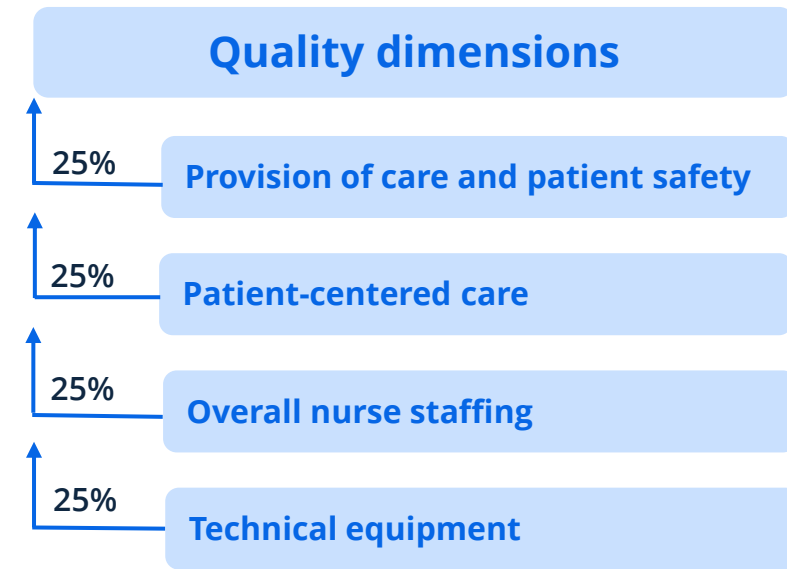 Quality dimensions
25%
Provision of care and patient safety
25%
Patient-centered care
25%
Overall nurse staffing
25%
Technical equipment